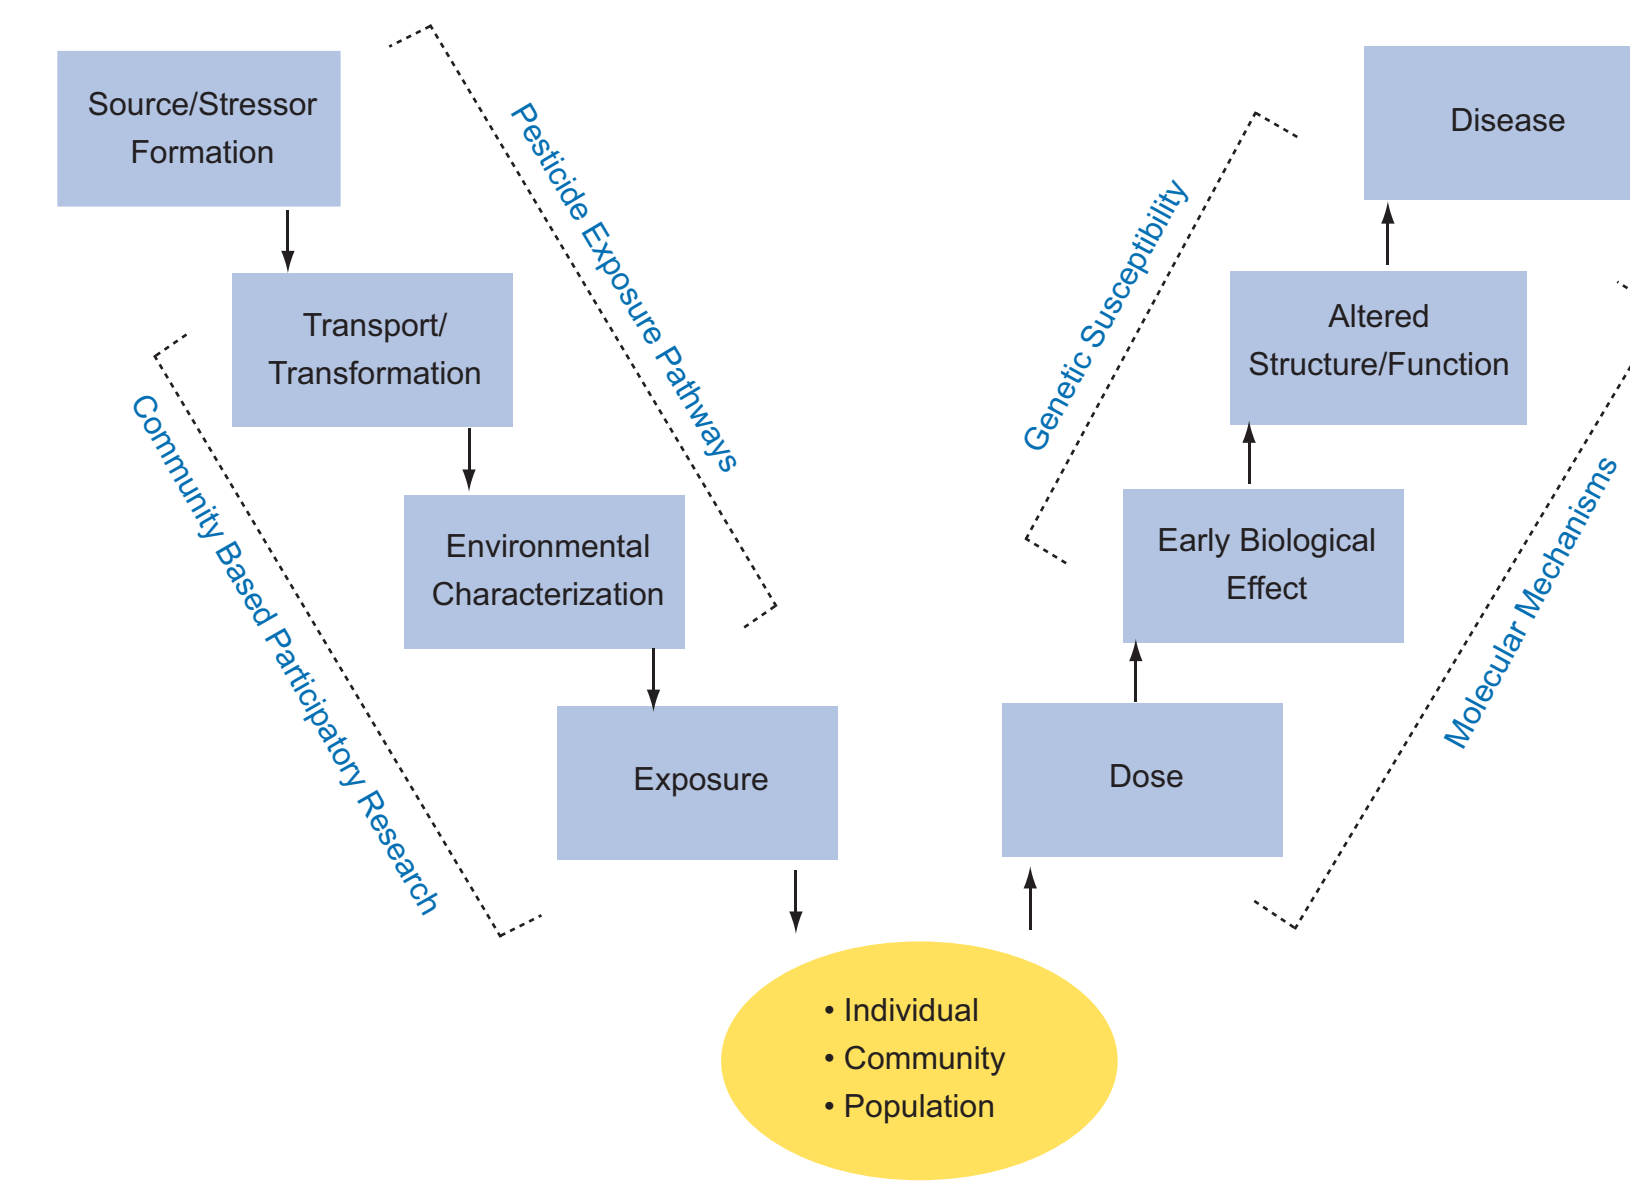 Source/Stressor
Formation
Pesticide Exposure Pathways
Transport/
Transformation
Community Based Participatory Research
Environmental
Characterization
Exposure
• Individual
• Community
• Population
Dose
Early Biological
Effect
Genetic Susceptibility
Altered
Structure/Function
Molecular Mechanisms
Disease